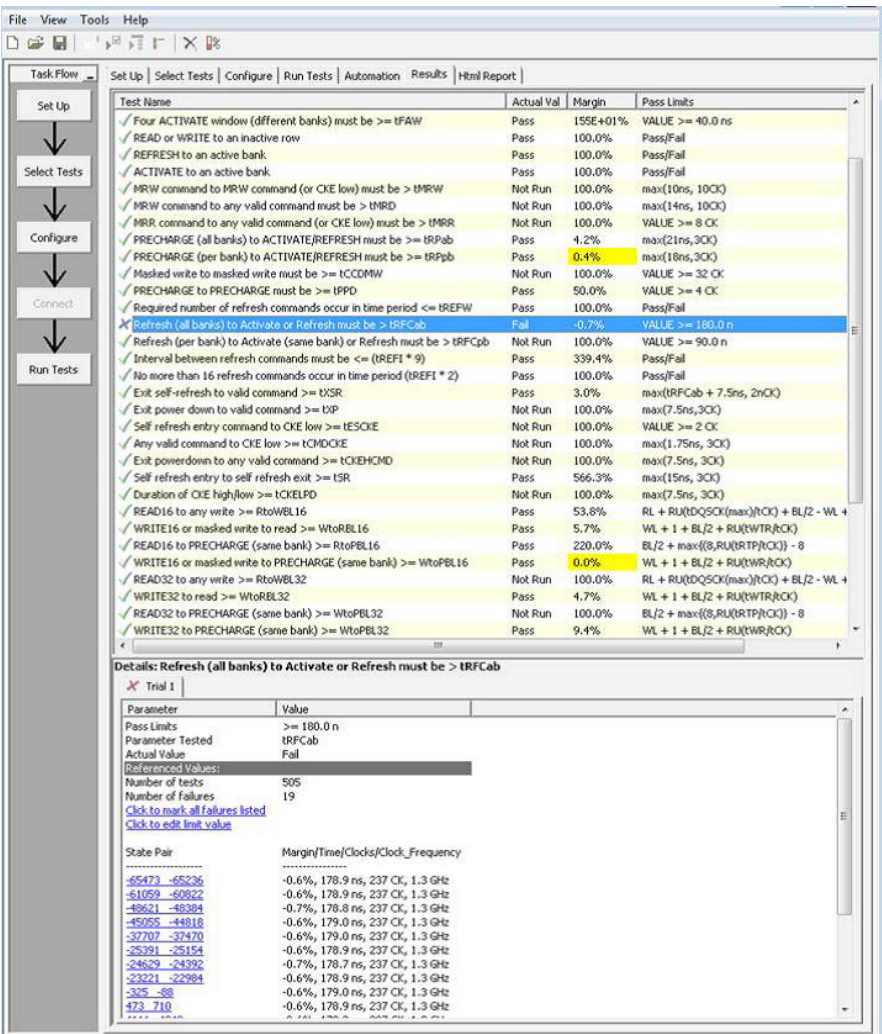 File View Tools Help
Task Flow
Set Up
Select Tests
Configure
Connect
Run Tests
Set Up Select Tests Configure Run Tests Automation Results Html Report
Test Name Actual Val Margin Pass Limits
Four ACTIVATE window (different banks) must be >= tFAW Pass 155E+01% VALUE >= 40.0 ns
READ or WRITE to an inactive row Pass 100.0% Pass/Fail
REFRESH to an active bank Pass 100.0% Pass/Fail
ACTIVATE to an active bank Pass 100.0% Pass/Fail
MRW command to MRW command (or CKE low) must be > tMRW Not Run 100.0% max(10ns, 10CK)
MRW command to any valid command must be > tMRD Not Run 100.0% max(14ns, 10CK)
MRR command to any valid command (or CKE low) must be > tMRR Not Run 100.0% VALUE >= 8 CK
PRECHARGE (all banks) to ACTIVATE/REFRESH must be >= tRPab Pass 4.2% max(21ns,3CK)
PRECHARGE (per bank) to ACTIVATE/REFRESH must be >= tRPpb Pass 0.4% max(18ns,3CK)
Masked write to masked write must be >= tCCDMW Not Run 100.0% VALUE >= 32 CK
PRECHARGE to PRECHARGE must be >= tPPD Pass 50.0% VALUE >= 4 CK
Required number of refresh commands occur in time period <= tREFW Pass 100.0% Pass/Fail
Refresh (all banks) to Activate or Refresh must be > tRFCab Fail -0.7% VALUE >= 180.0 n
Refresh (per bank) to Activate (same bank) or Refresh must be > tRFCpb Not Run 100.0% VALUE >= 90.0 n
Interval between refresh commands must be <= (tREFI * 9) Pass 339.4% Pass/Fail
No more than 16 refresh commands occur in time period (tREFI * 2) Pass 100.0% Pass/Fail
Exit self-refresh to valid command >= tXSR Pass 3.0% max(tRFCab + 7.5ns, 2nCK)
Exit power down to valid command >= tXP Not Run 100.0% max(7.5ns,3CK)
Self refresh entry command to CKE low >= tESCKE Not Run 100.0% VALUE >= 2 CK
Any valid command to CKE low >= tCMDCKE Not Run 100.0% max(1.75ns, 3CK)
Exit powerdown to any valid command >= tCKEHCMD Not Run 100.0% max(7.5ns, 3CK)
Self refresh entry to self refresh exit >= tSR Pass 566.3% max(15ns, 3CK)
Duration of CKE high/low >= tCKELPD Not Run 100.0% max(7.5ns, 3CK)
READ16 to any write >= RtoWBL16 Pass 53.8% RL + RU(tDQSCK(max)/tCK) + BL/2 - WL +
WRITE16 or masked write to read >= WtoRBL16 Pass 5.7% WL + 1 + BL/2 + RU(tWTR/tCK)
READ16 to PRECHARGE (same bank) >= RtoPBL16 Pass 220.0% BL/2 + max{(8,RU(tRTP/tCK)} - 8
WRITE16 or masked write to PRECHARGE (same bank) >= WtoPBL16 Pass 0.0% WL + 1 + BL/2 + RU(tWR/tCK)
READ32 to any write >= RtoWBL32 Not Run 100.0% RL + RU(tDQSCK(max)/tCK) + BL/2 - WL +
WRITE32 to read >= WtoRBL32 Pass 4.7% WL + 1 + BL/2 + RU(tWTR/tCK)
READ32 to PRECHARGE (same bank) >= WtoPBL32 Not Run 100.0% BL/2 + max{(8,RU(tRTP/tCK)} - 8
WRITE32 to PRECHARGE (same bank) >= WtoPBL32 Pass 9.4% WL + 1 + BL/2 + RU(tWR/tCK)
Details: Refresh (all banks) to Activate or Refresh must be > tRFCab
Trial 1
Parameter Value
Pass Limits >= 180.0 n
Parameter Tested tRFCab
Actual Value Fail
Referenced Values:
Number of tests 505
Number of failures 19
Click to mark all failures listed
Click to edit limit value
State Pair Margin/Time/Clocks/Clock_Frequency
------------------- ----------------
-65473 -65236 -0.6%, 178.9 ns, 237 CK, 1.3 GHz
-61059 -60822 -0.6%, 178.9 ns, 237 CK, 1.3 GHz
-48621 -48384 -0.7%, 178.8 ns, 237 CK, 1.3 GHz
-45055 -44818 -0.6%, 179.0 ns, 237 CK, 1.3 GHz
-37707 -37470 -0.6%, 179.0 ns, 237 CK, 1.3 GHz
-25391 -25154 -0.6%, 178.9 ns, 237 CK, 1.3 GHz
-24629 -24392 -0.7%, 178.7 ns, 237 CK, 1.3 GHz
-23221 -22984 -0.6%, 178.9 ns, 237 CK, 1.3 GHz
-325 -88 -0.6%, 179.0 ns, 237 CK, 1.3 GHz
473 710 -0.6%, 178.9 ns, 237 CK, 1.3 GHz